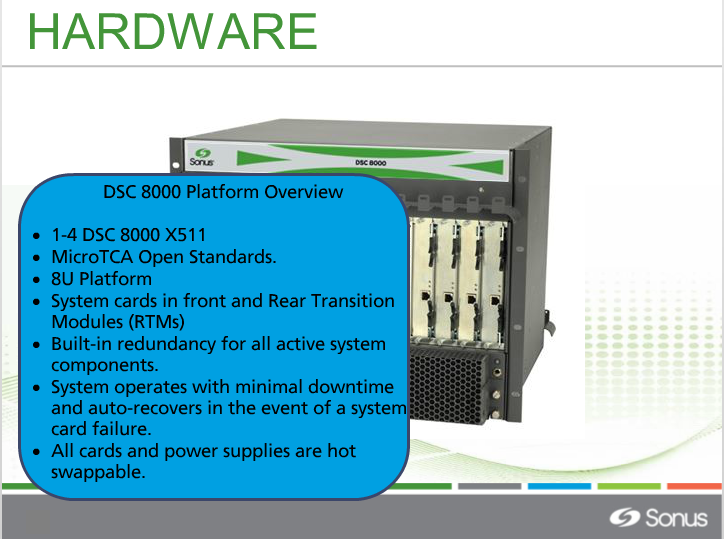 HARDWARE
Sonus
DSC 8000
DSC 8000 Platform Overview
• 1-4 DSC 8000 X511
• MicroTCA Open Standards.
• 8U Platform
• System cards in front and Rear Transition
Modules (RTMs)
• Built-in redundancy for all active system
components.
• System operates with minimal downtime
and auto-recovers in the event of a system
card failure.
• All cards and power supplies are hot
swappable.
Sonus